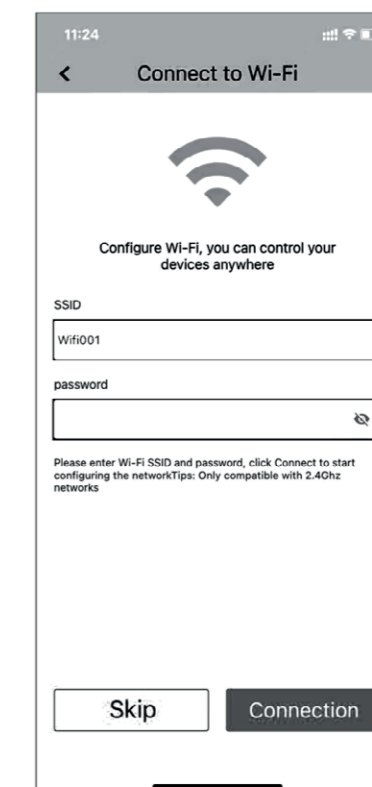 11:24
Connect to Wi-Fi
Configure Wi-Fi, you can control your
devices anywhere
SSID
Wifi001
password
Please enter Wi-Fi SSID and password, click Connect to start
configuring the networkTips: Only compatible with 2.4Ghz
networks
Skip
Connection